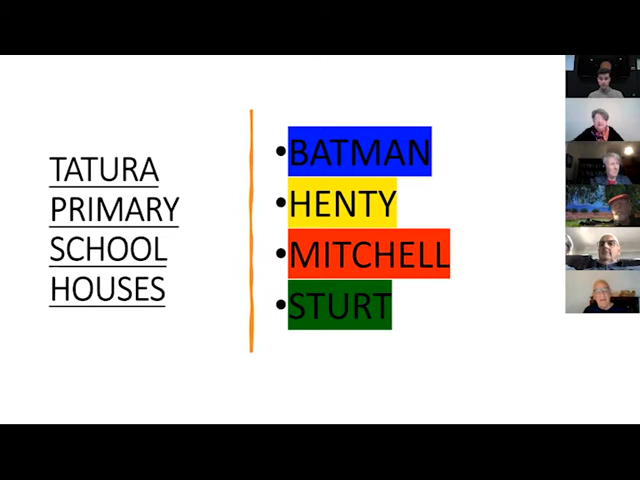 TATURA
PRIMARY
SCHOOL
HOUSES
•BATMAN
•HENTY
•MITCHELL
•STURT